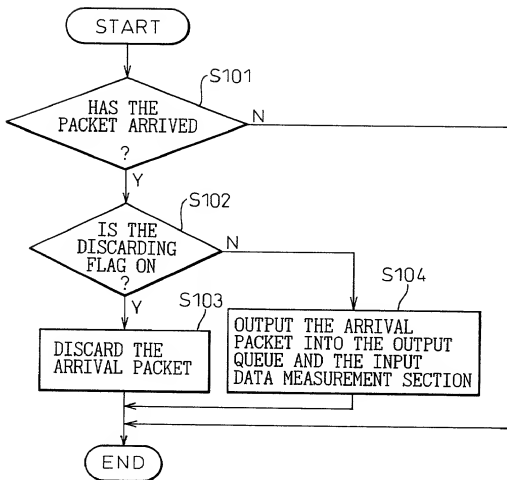 START
S101
HAS THE
PACKET ARRIVED
?
N
Y
S102
IS THE
DISCARDING
FLAG ON
?
N
Y
S103
DISCARD THE
ARRIVAL PACKET
S104
OUTPUT THE ARRIVAL
PACKET INTO THE OUTPUT
QUEUE AND THE INPUT
DATA MEASUREMENT SECTION
END